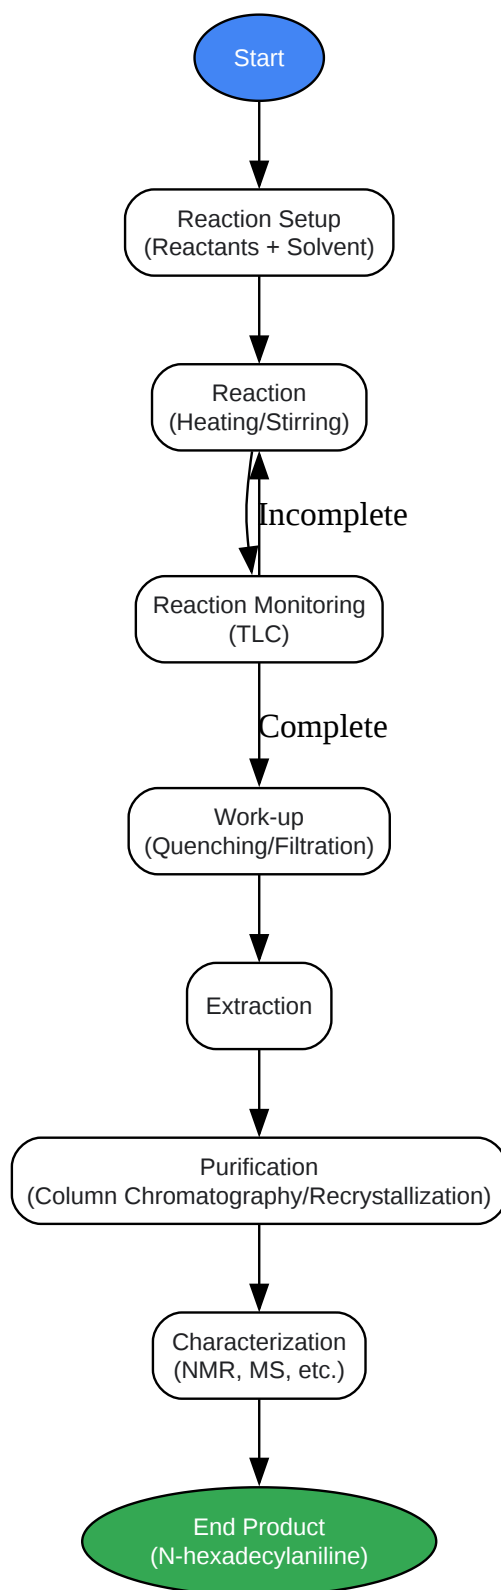 Start
Reaction Setup
(Reactants + Solvent)
Reaction
(Heating/Stirring)
Incomplete
Reaction Monitoring
(TLC)
Complete
Work-up
(Quenching/Filtration)
Extraction
Purification
(Column Chromatography/Recrystallization)
Characterization
(NMR, MS, etc.)
End Product
(N-hexadecylaniline)